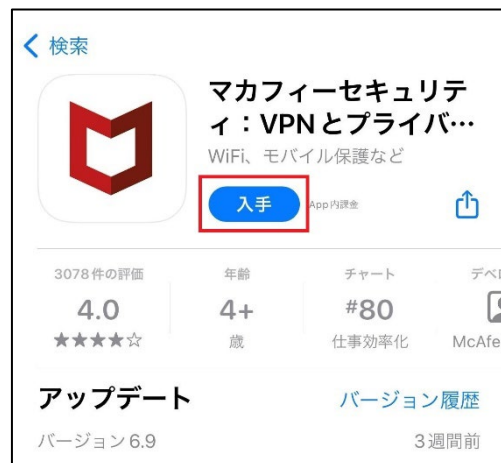 検索
マカフィーセキュリテ
ィ：VPNとプライバ…
WiFi、モバイル保護など
入手
App内課金
3078件の評価
年齢
チャート
デベロ
4.0
4+
#80
★★★★☆
歳
仕事効率化
McAfe
アップデート
バージョン履歴
バージョン 6.9
3週間前